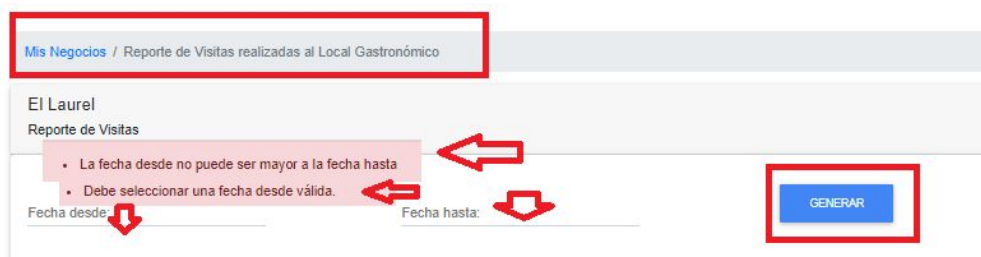 Mis Negocios / Reporte de Visitas realizadas al Local Gastronómico
El Laurel
Reporte de Visitas
• La fecha desde no puede ser mayor a la fecha hasta
• Debe seleccionar una fecha desde válida.
Fecha desde: Fecha hasta: GENERAR